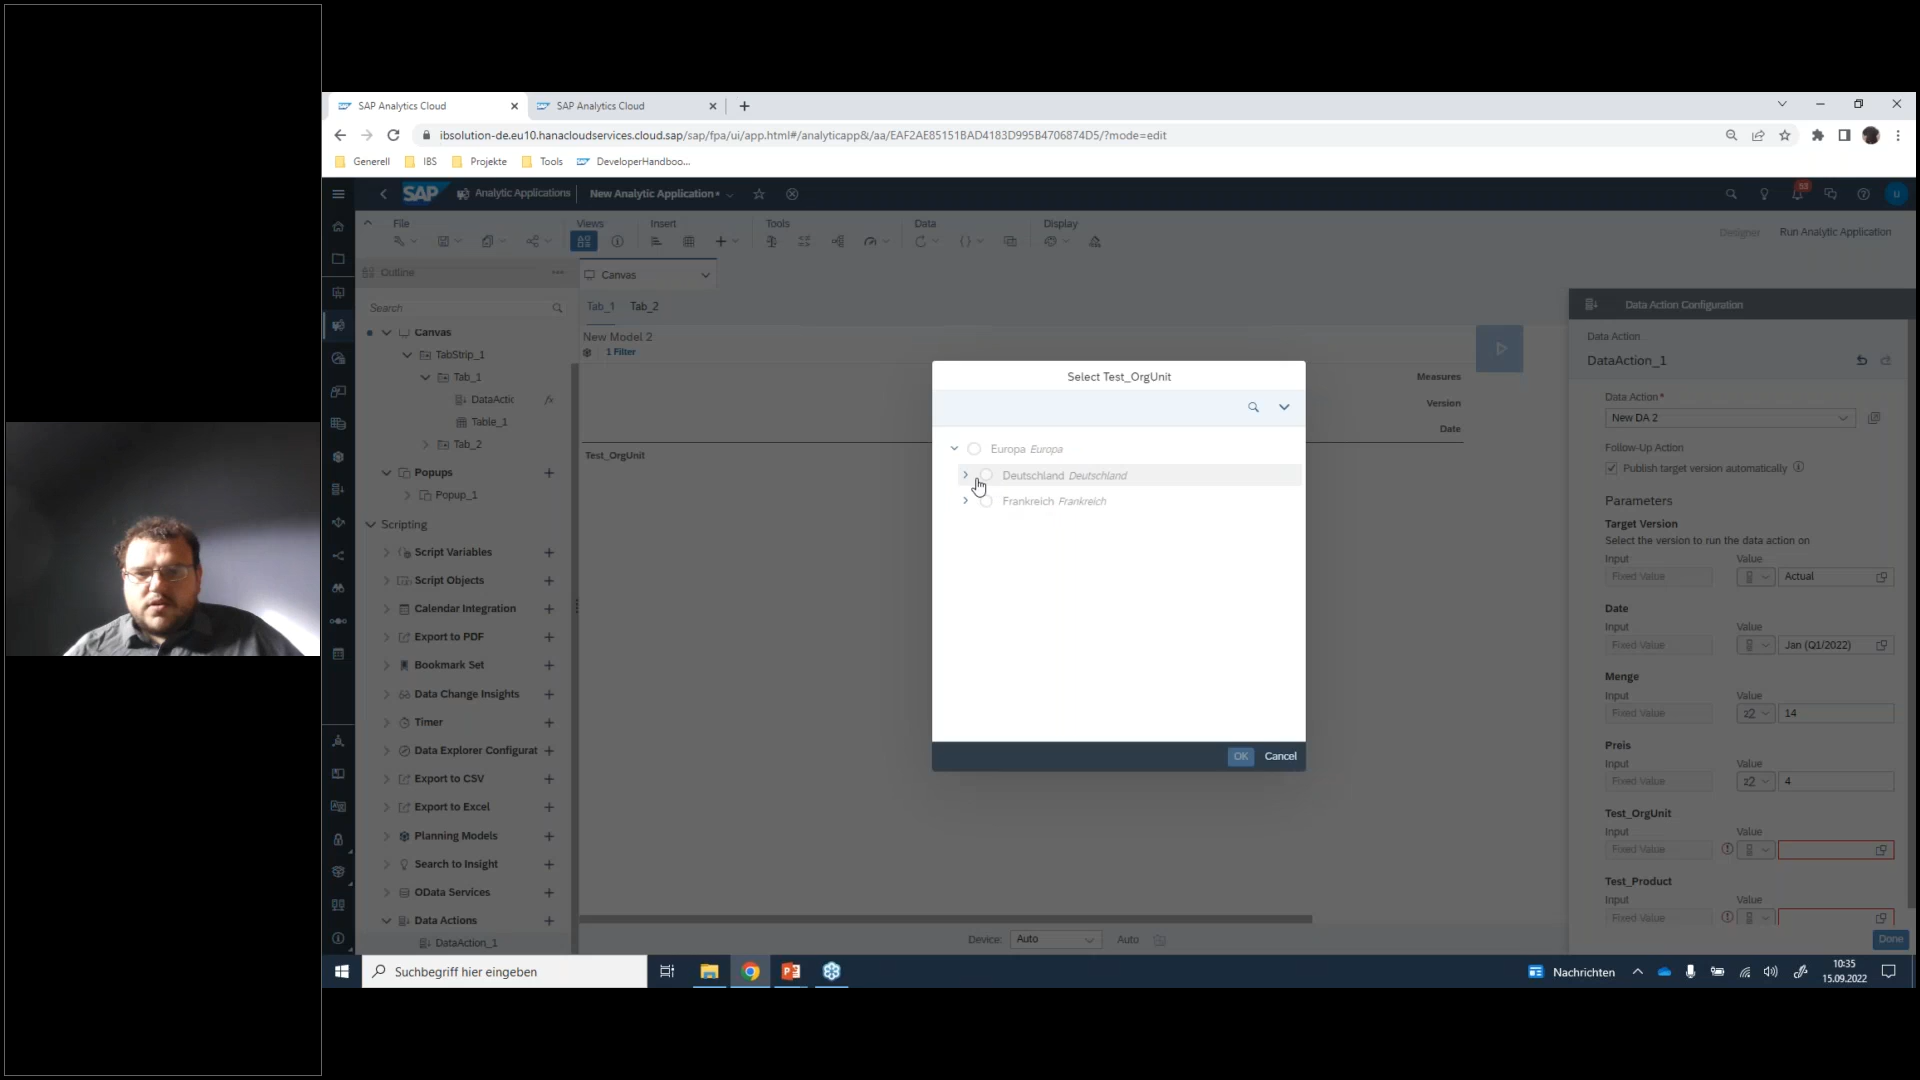 SAP Analytics Cloud
SAP Analytics Cloud
ibsolution-de.eu10.hanacloudservices.cloud.sap/sap/fpa/ui/app.html#/analyticapp&/aa/EAF2AE85151BAD4183D995B4706874D5/?mode=edit
Generell
IBS
Projekte
Tools
DeveloperHandboo...
SAP
Analytic Applications
New Analytic Application*
53
File
Views
Insert
Tools
Data
Display
Designer
Run Analytic Application
Outline
Canvas
Search
Tab_1
Tab_2
Canvas
TabStrip_1
Tab_1
DataActic
fx
Table_1
Tab_2
Popups
Popup_1
Scripting
Script Variables
Script Objects
Calendar Integration
Export to PDF
Bookmark Set
Data Change Insights
Timer
Data Explorer Configurat
Export to CSV
Export to Excel
Planning Models
Search to Insight
OData Services
Data Actions
DataAction_1
New Model 2
1 Filter
Measures
Version
Date
Test_OrgUnit
Device:
Auto
Auto
Select Test_OrgUnit
Europa Europa
Deutschland Deutschland
Frankreich Frankreich
OK
Cancel
Data Action Configuration
Data Action
DataAction_1
Data Action*
New DA 2
Follow-Up Action
Publish target version automatically
Parameters
Target Version
Select the version to run the data action on
Input
Value
Fixed Value
Actual
Date
Input
Value
Fixed Value
Jan (Q1/2022)
Menge
Input
Value
Fixed Value
14
Preis
Input
Value
Fixed Value
4
Test_OrgUnit
Input
Value
Fixed Value
Test_Product
Input
Value
Fixed Value
Done
Suchbegriff hier eingeben
Nachrichten
10:35
15.09.2022